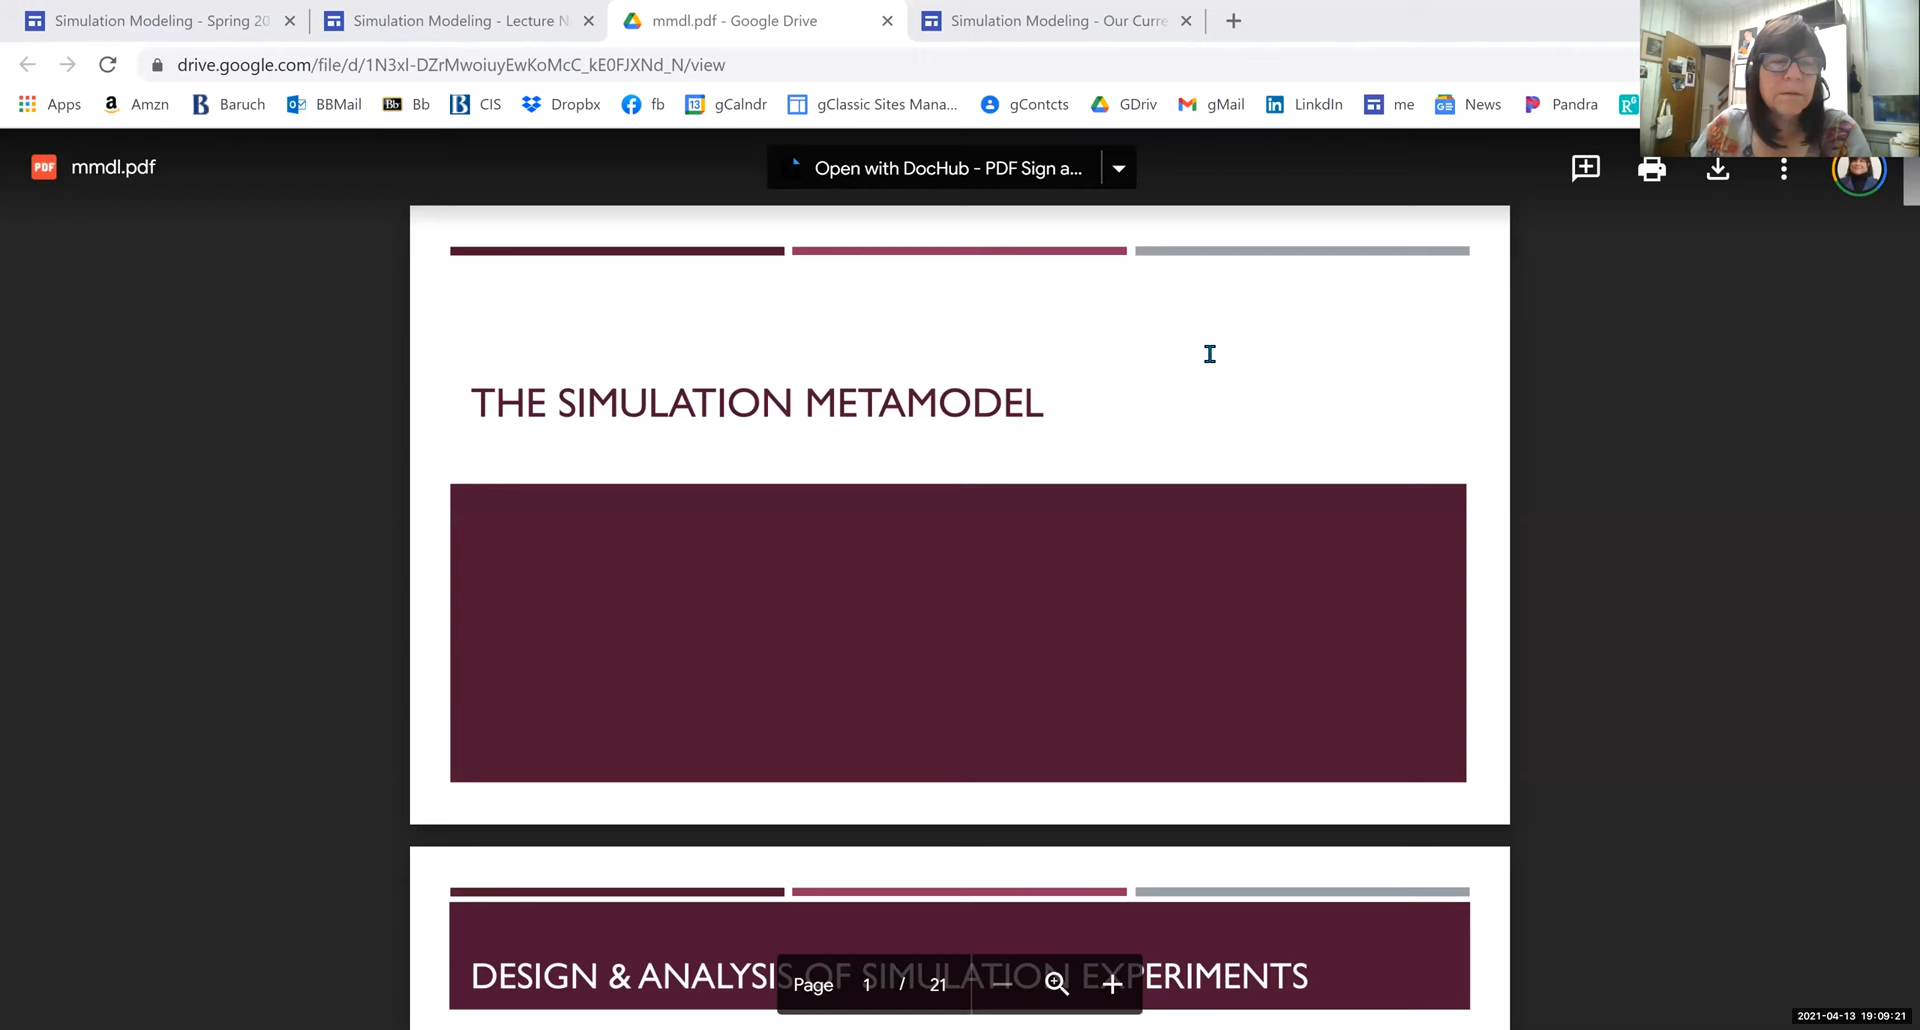 Simulation Modeling - Spring 20
Simulation Modeling - Lecture N
mmdl.pdf - Google Drive
Simulation Modeling - Our Curre
drive.google.com/file/d/1N3xl-DZrMwoiuyEwKoMcC_kE0FJXNd_N/view
Apps
Amzn
Baruch
BBMail
Bb
CIS
Dropbx
fb
gCalndr
gClassic Sites Mana...
gContcts
GDriv
gMail
LinkedIn
me
News
Pandra
PDF
mmdl.pdf
Open with DocHub - PDF Sign a...
THE SIMULATION METAMODEL
DESIGN & ANALYSIS OF SIMULATION EXPERIMENTS
Page 1 / 21
2021-04-13 19:09:21